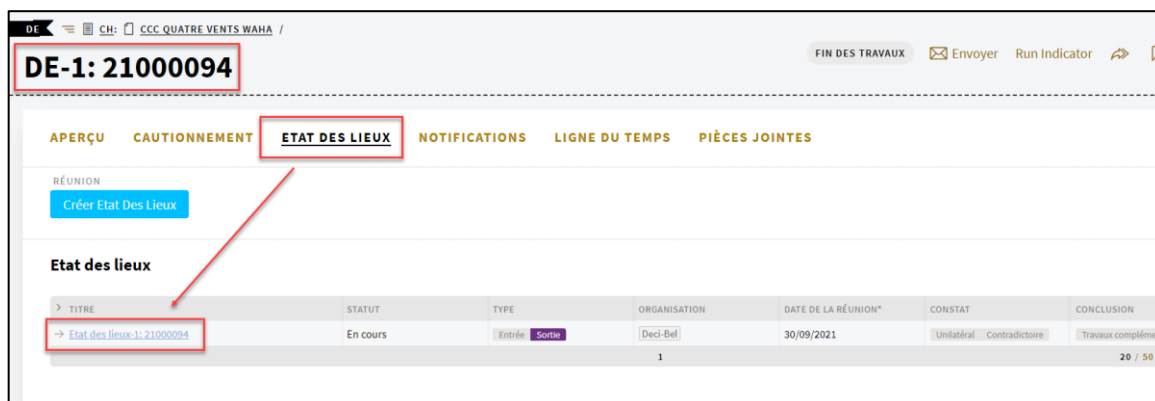 DE CH: CCC QUATRE VENTS WAHA /
DE-1: 21000094
FIN DES TRAVAUX Envoyer Run Indicator
APERÇU CAUTIONNEMENT ETAT DES LIEUX NOTIFICATIONS LIGNE DU TEMPS PIÈCES JOINTES
RÉUNION
Créer Etat Des Lieux
Etat des lieux
> TITRE STATUT TYPE ORGANISATION DATE DE LA RÉUNION* CONSTAT CONCLUSION
→ Etat des lieux-1: 21000094 En cours Entrée Sortie Deci-Bel 30/09/2021 Unilatéral Contradictoire Travaux compléme
1 20 / 50